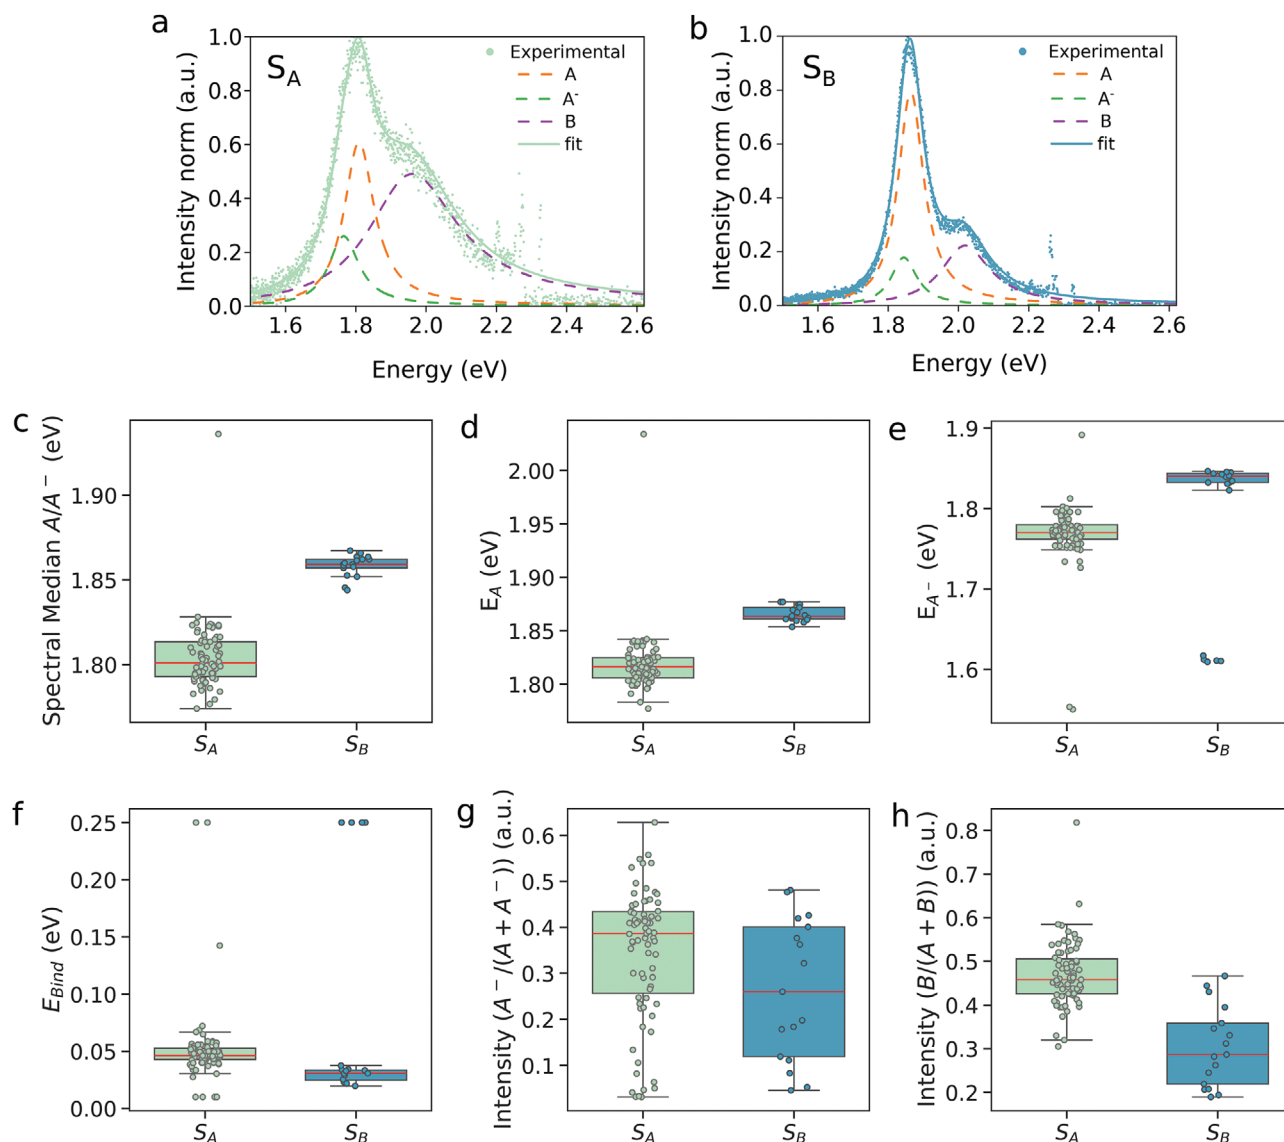 a
S_A
Intensity norm (a.u.)
1.0
0.8
0.6
0.4
0.2
0.0
Experimental
A
A⁻
B
fit
1.6 1.8 2.0 2.2 2.4 2.6
Energy (eV)
b
S_B
Intensity norm (a.u.)
1.0
0.8
0.6
0.4
0.2
0.0
Experimental
A
A⁻
B
fit
1.6 1.8 2.0 2.2 2.4 2.6
Energy (eV)
c
Spectral Median A/A⁻ (eV)
1.90
1.85
1.80
S_A S_B
d
E_A (eV)
2.00
1.95
1.90
1.85
1.80
S_A S_B
e
E_A⁻ (eV)
1.9
1.8
1.7
1.6
S_A S_B
f
E_Bind (eV)
0.25
0.20
0.15
0.10
0.05
0.00
S_A S_B
g
Intensity (A⁻/(A + A⁻)) (a.u.)
0.6
0.5
0.4
0.3
0.2
0.1
S_A S_B
h
Intensity (B/(A + B)) (a.u.)
0.8
0.7
0.6
0.5
0.4
0.3
0.2
S_A S_B